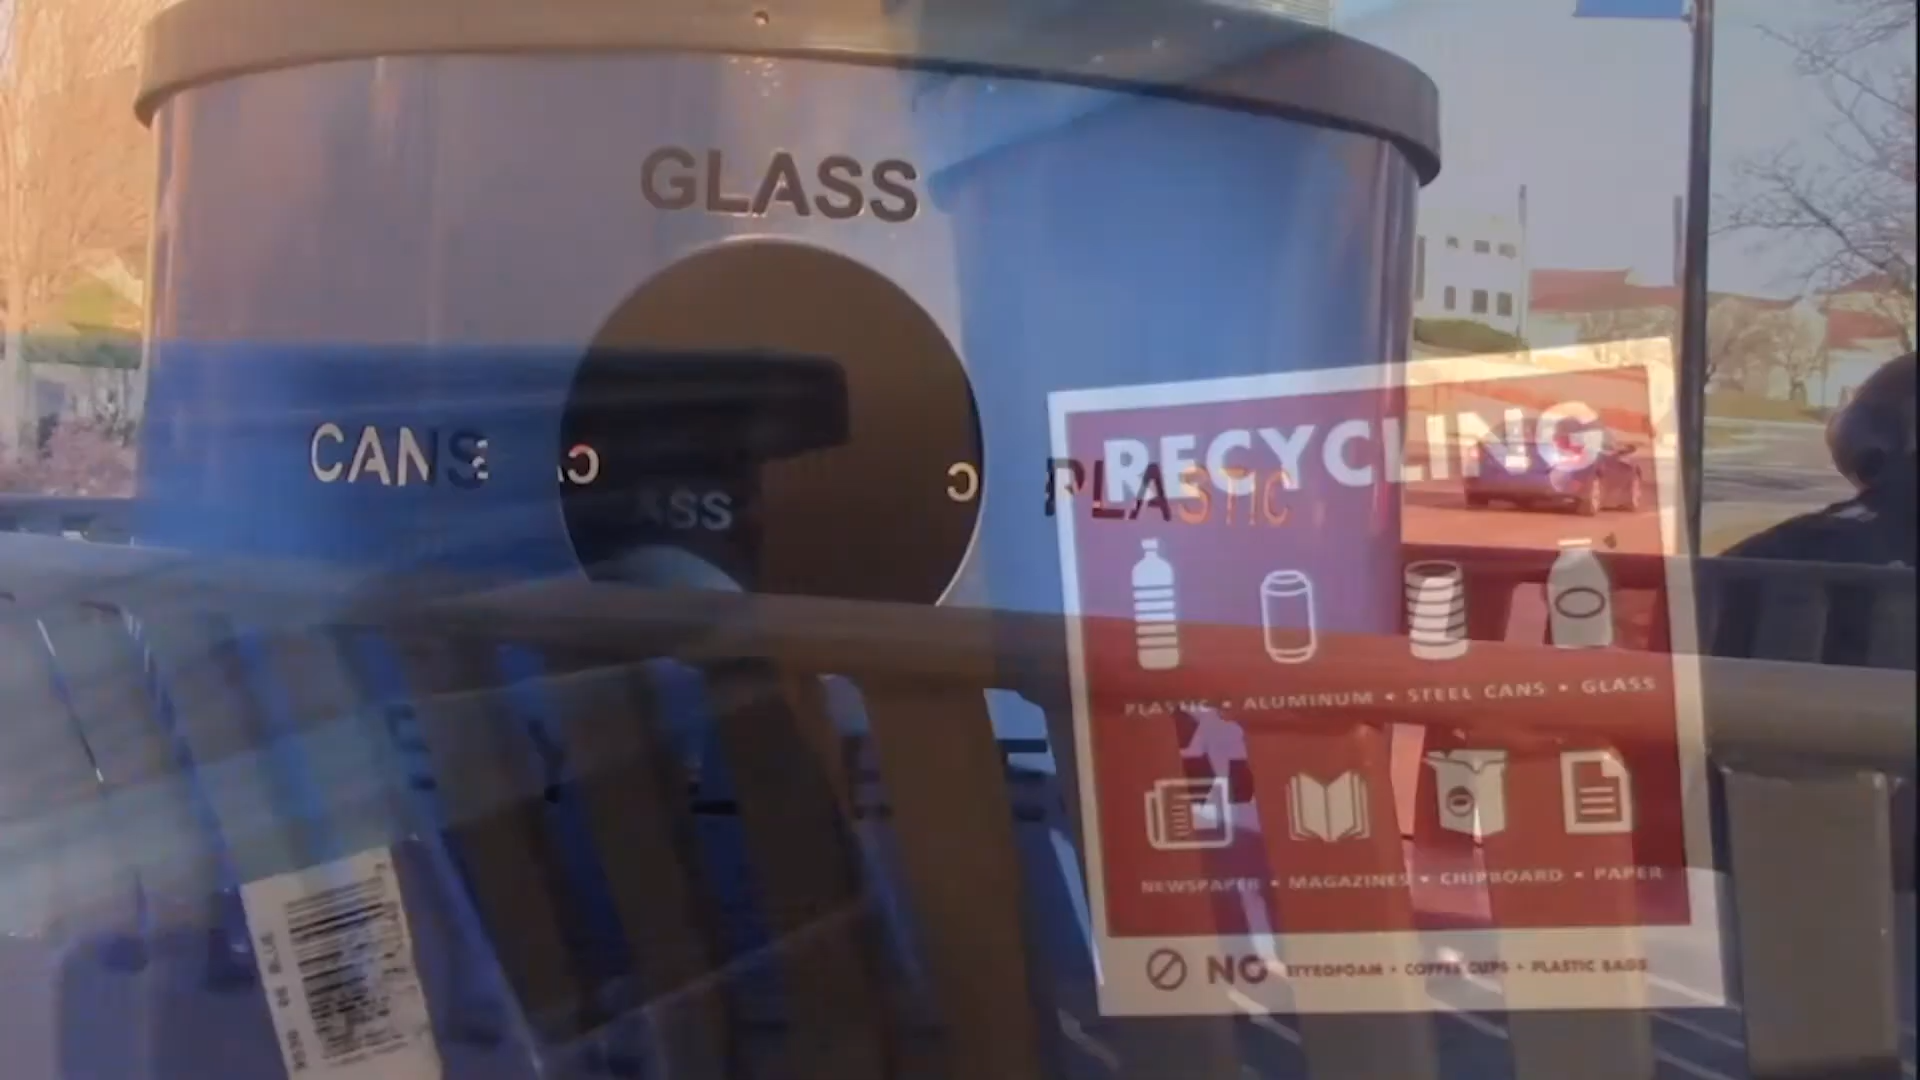 GLASS
CANS
PLASTIC
ASS
RECYCLING
PLASTIC • ALUMINUM • STEEL CANS • GLASS
NEWSPAPER • MAGAZINES • CHIPBOARD • PAPER
NO STYROFOAM • COFFEE CUPS • PLASTIC BAGS